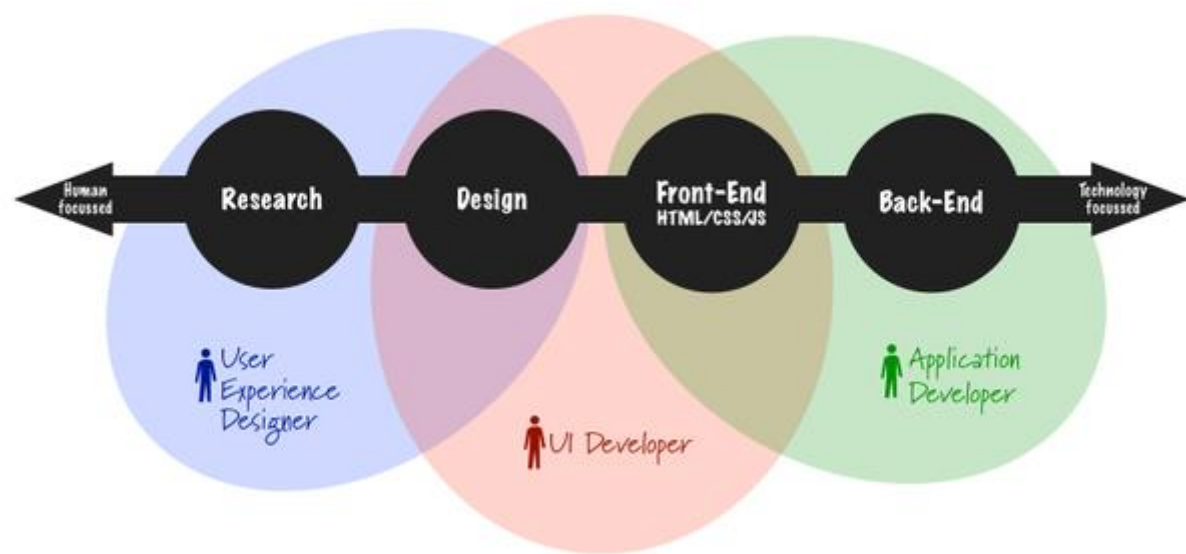 Human
focussed
Research
Design
Front-End
HTML/CSS/JS
Back-End
Technology
focussed
User
Experience
Designer
UI Developer
Application
Developer